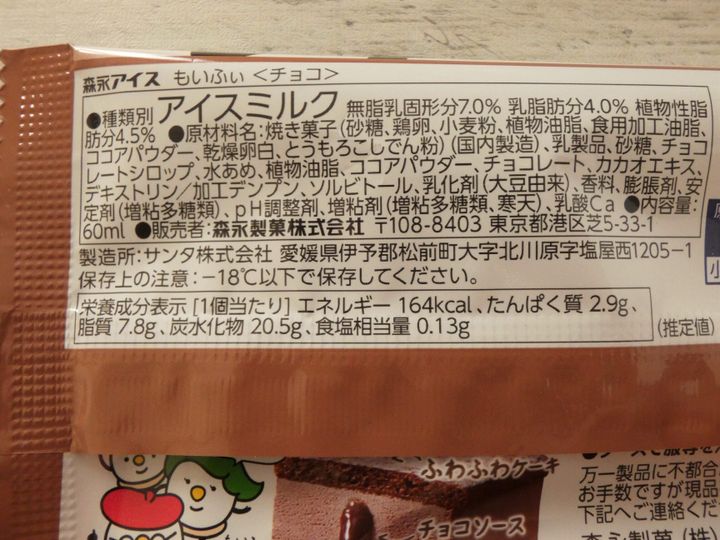 森永アイス もいふぃ <チョコ>
●種類別 アイスミルク 無脂乳固形分7.0% 乳脂肪分4.0% 植物性脂
肪分4.5% ●原材料名:焼き菓子(砂糖、鶏卵、小麦粉、植物油脂、食用加工油脂、
ココアパウダー、乾燥卵白、とうもろこしでん粉)(国内製造)、乳製品、砂糖、チョコ
レートシロップ、水あめ、植物油脂、ココアパウダー、チョコレート、カカオエキス、
デキストリン/加工デンプン、ソルビトール、乳化剤(大豆由来)、香料、膨脹剤、安
定剤(増粘多糖類)、pH調整剤、増粘剤(増粘多糖類、寒天)、乳酸Ca ●内容量:
60ml ●販売者:森永製菓株式会社 〒108-8403 東京都港区芝5-33-1
製造所:サンタ株式会社 愛媛県伊予郡松前町大字北川原字塩屋西1205-1
保存上の注意:-18℃以下で保存してください。
栄養成分表示 [1個当たり] エネルギー 164kcal、たんぱく質 2.9g、
脂質 7.8g、炭水化物 20.5g、食塩相当量 0.13g
(推定値)
小
ふわふわケーキ
チョコソース
万一製品に不都合
お手数ですが現品
下記へご連絡くだ
森永製菓(株)